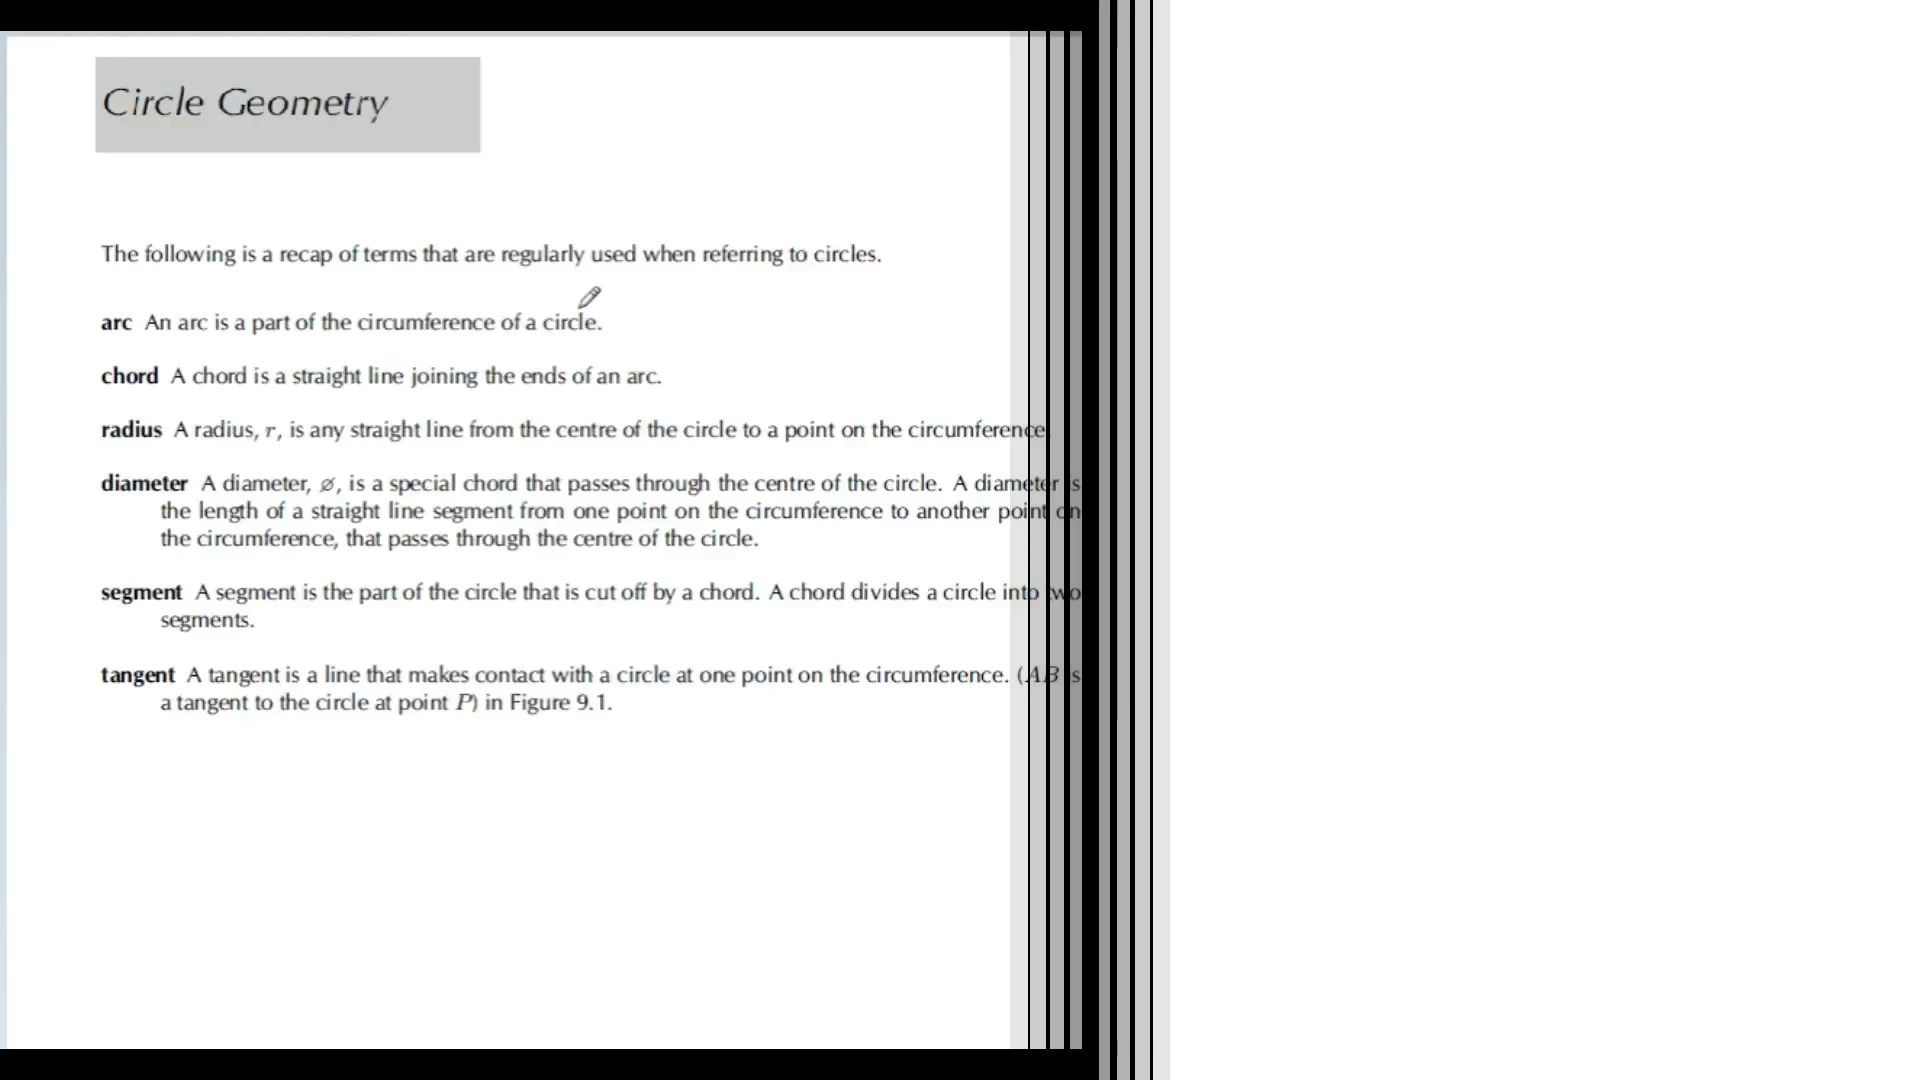 Circle Geometry
The following is a recap of terms that are regularly used when referring to circles.
arc An arc is a part of the circumference of a circle.
chord A chord is a straight line joining the ends of an arc.
radius A radius, r, is any straight line from the centre of the circle to a point on the circumference.
diameter A diameter, ⌀, is a special chord that passes through the centre of the circle. A diameter is
the length of a straight line segment from one point on the circumference to another point on
the circumference, that passes through the centre of the circle.
segment A segment is the part of the circle that is cut off by a chord. A chord divides a circle into two
segments.
tangent A tangent is a line that makes contact with a circle at one point on the circumference. (AB is
a tangent to the circle at point P) in Figure 9.1.